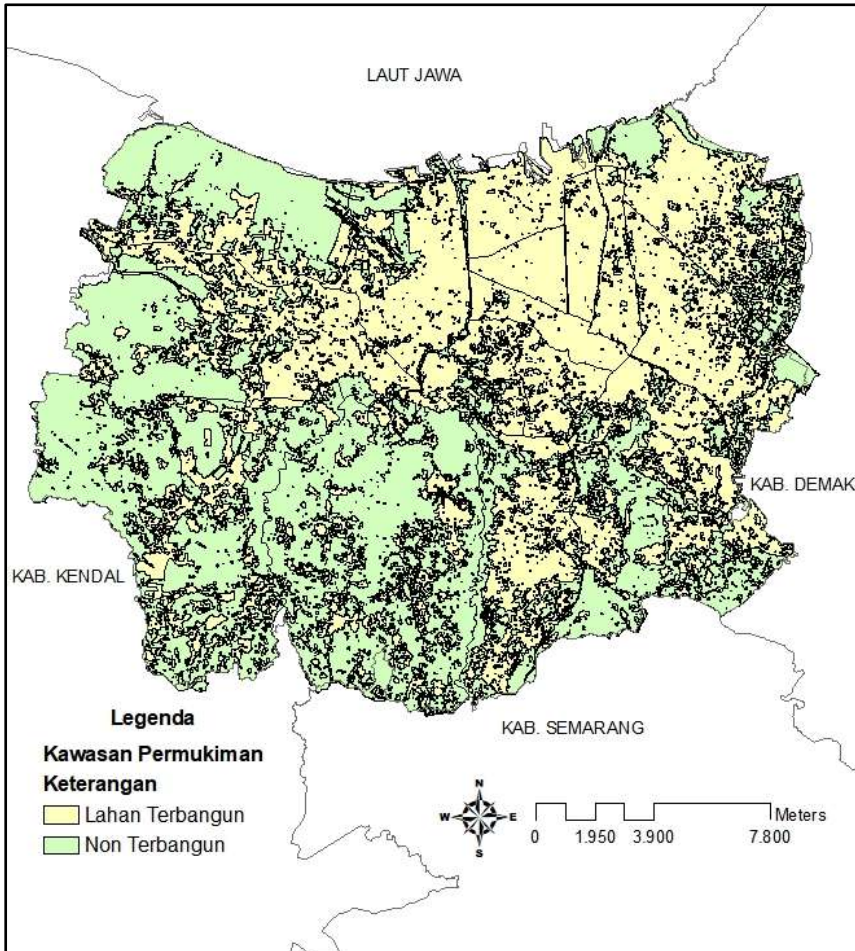 LAUT JAWA
KAB. DEMAK
KAB. KENDAL
KAB. SEMARANG
Legenda
Kawasan Permukiman
Keterangan
Lahan Terbangun
Non Terbangun
N
W E
S
Meters
0 1.950 3.900 7.800